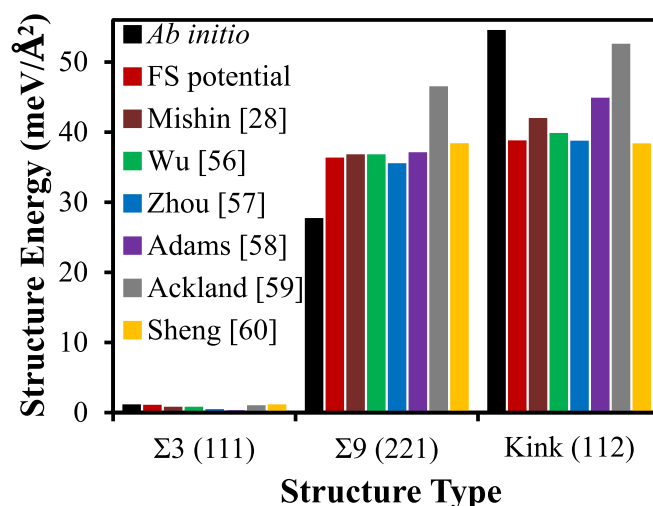 Structure Energy (meV/Å²)
50
40
30
20
10
0
Ab initio
FS potential
Mishin [28]
Wu [56]
Zhou [57]
Adams [58]
Ackland [59]
Sheng [60]
Σ3 (111)
Σ9 (221)
Kink (112)
Structure Type